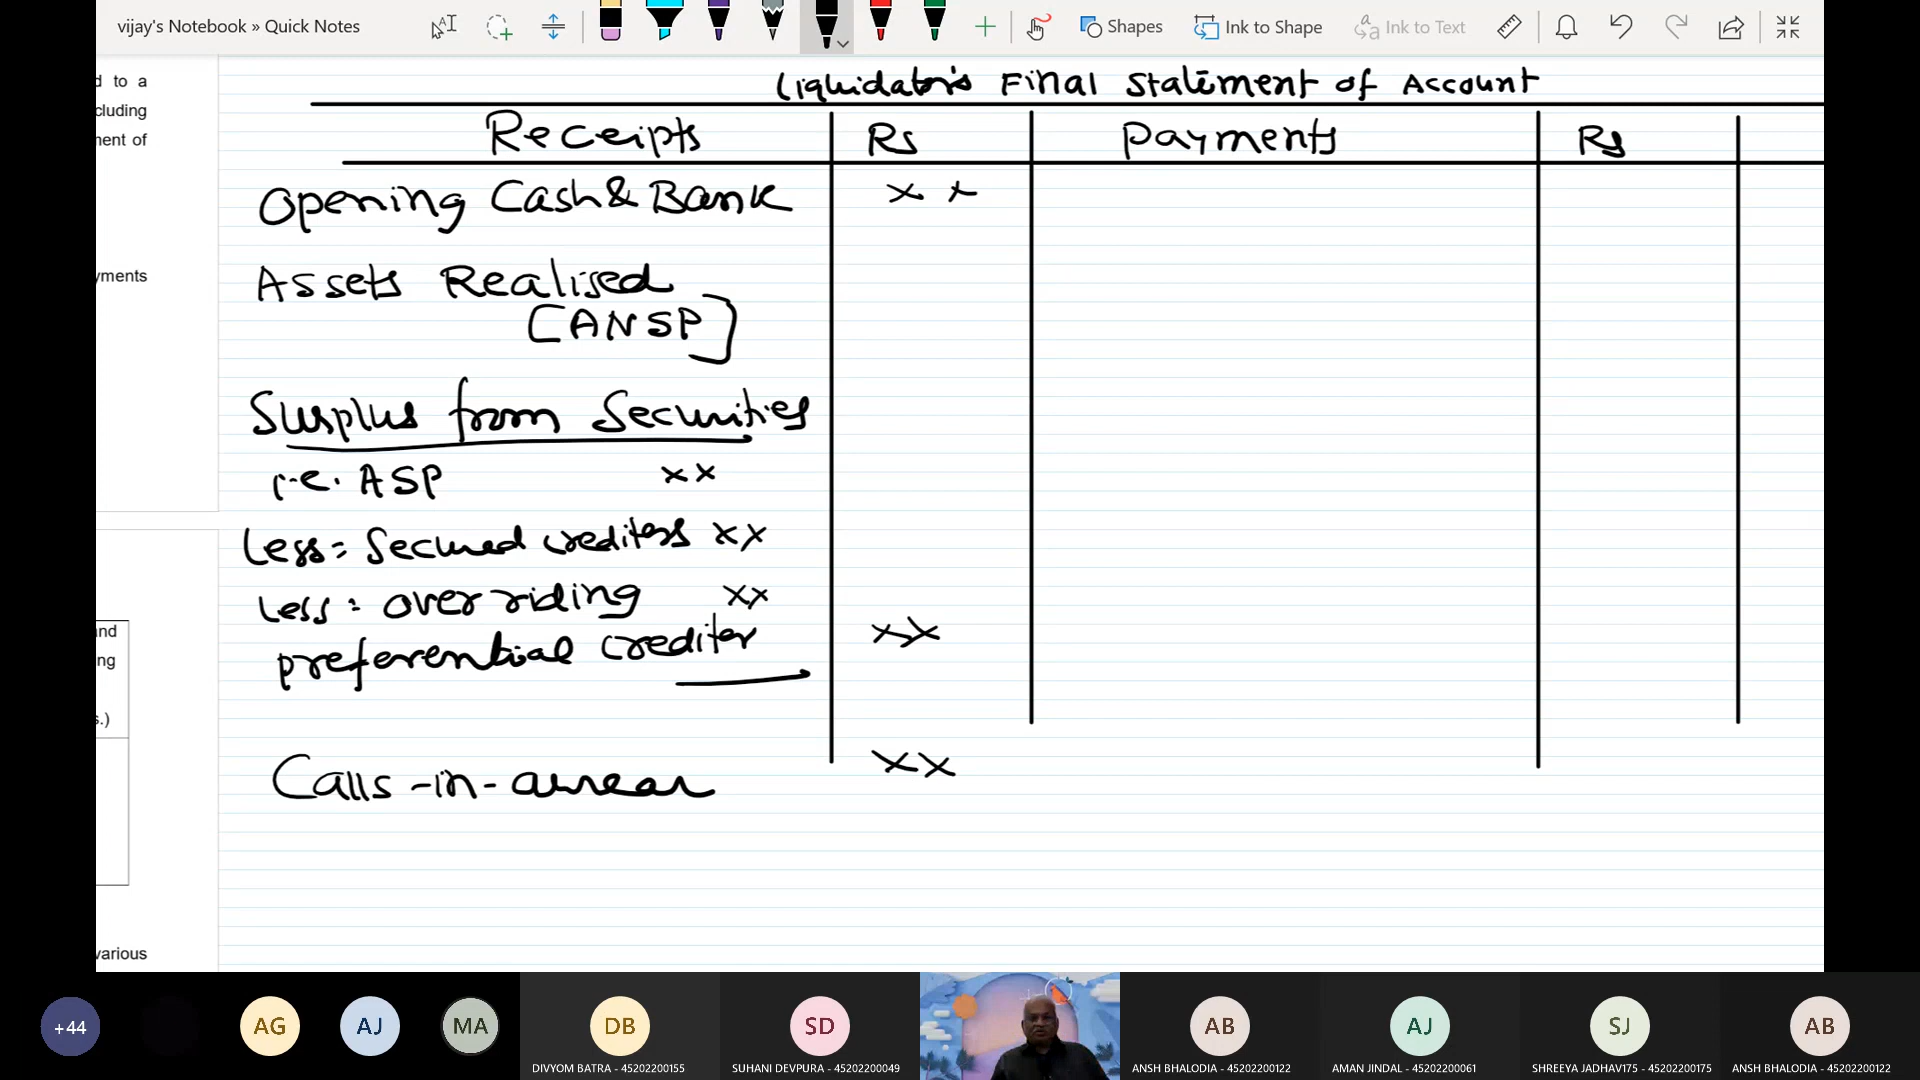 vijay's Notebook » Quick Notes
Shapes
Ink to Shape
Ink to Text
d to a
cluding
nent of
yments
and
ng
s.)
various
Liquidator's Final Statement of Account
Receipts Rs Payments Rs
Opening Cash & Bank x x
Assets Realised
[ANSP]
Surplus from Securities
i.e. ASP xx
Less = Secured creditors xx
Less = over riding xx
preferential creditor xx
Calls-in-arrear xx
+44
AG
AJ
MA
DB
SD
AB
AJ
SJ
AB
DIVYOM BATRA - 45202200155
SUHANI DEVPURA - 45202200049
ANSH BHALODIA - 45202200122
AMAN JINDAL - 45202200061
SHREEYA JADHAV175 - 45202200175
ANSH BHALODIA - 45202200122